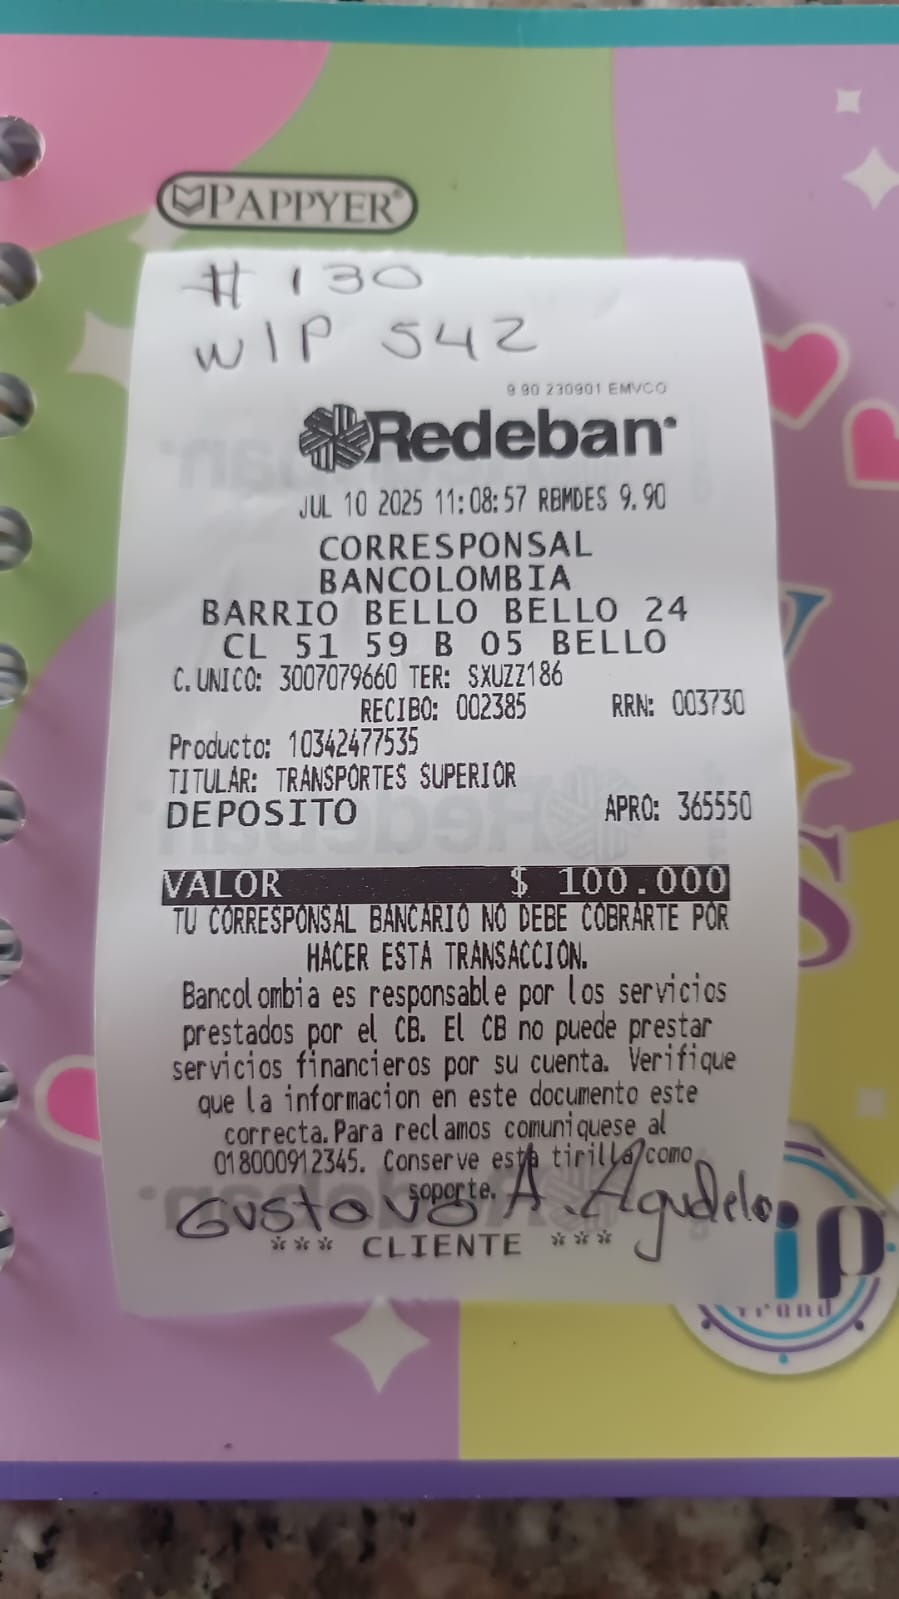 PAPPYER®
# 130
WIP 542
9.90 230901 EMVCO
Redeban
JUL 10 2025 11:08:57 RBMDES 9.90
CORRESPONSAL
BANCOLOMBIA
BARRIO BELLO BELLO 24
CL 51 59 B 05 BELLO
C.UNICO: 3007079660 TER: SXUZZ186
RECIBO: 002385 RRN: 003730
Producto: 10342477535
TITULAR: TRANSPORTES SUPERIOR
DEPOSITO APRO: 365550
VALOR $ 100.000
TU CORRESPONSAL BANCARIO NO DEBE COBRARTE POR
HACER ESTA TRANSACCION.
Bancolombia es responsable por los servicios
prestados por el CB. El CB no puede prestar
servicios financieros por su cuenta. Verifique
que la informacion en este documento este
correcta.Para reclamos comuniquese al
018000912345. Conserve esta tirilla como
soporte.
Gustavo A. Agudelo
*** CLIENTE ***